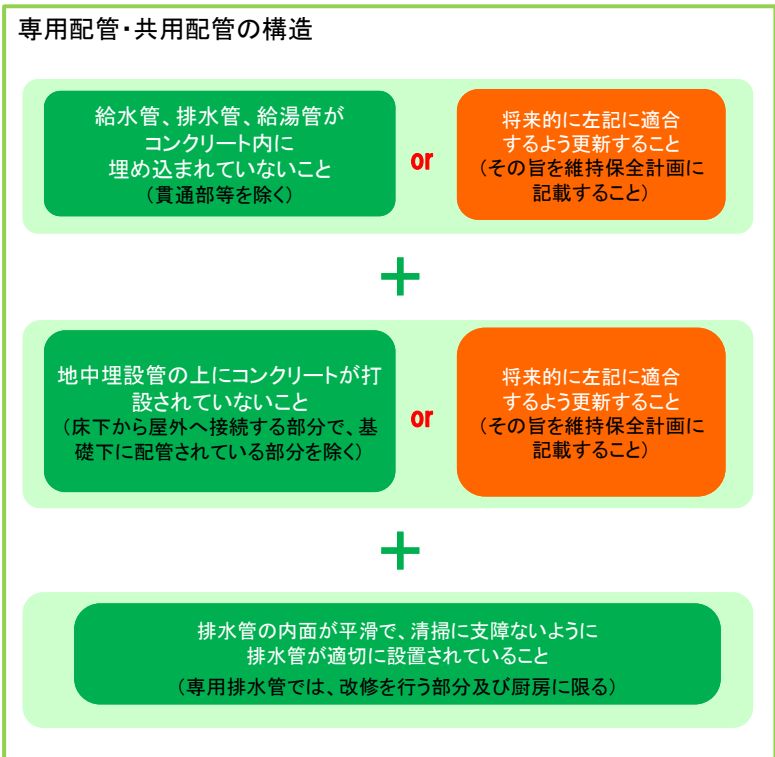 専用配管・共用配管の構造
給水管、排水管、給湯管が
コンクリート内に
埋め込まれていないこと
（貫通部等を除く）
or
将来的に左記に適合
するよう更新すること
（その旨を維持保全計画に
記載すること）
＋
地中埋設管の上にコンクリートが打
設されていないこと
（床下から屋外へ接続する部分で、基
礎下に配管されている部分を除く）
or
将来的に左記に適合
するよう更新すること
（その旨を維持保全計画に
記載すること）
＋
排水管の内面が平滑で、清掃に支障ないように
排水管が適切に設置されていること
（専用排水管では、改修を行う部分及び厨房に限る）